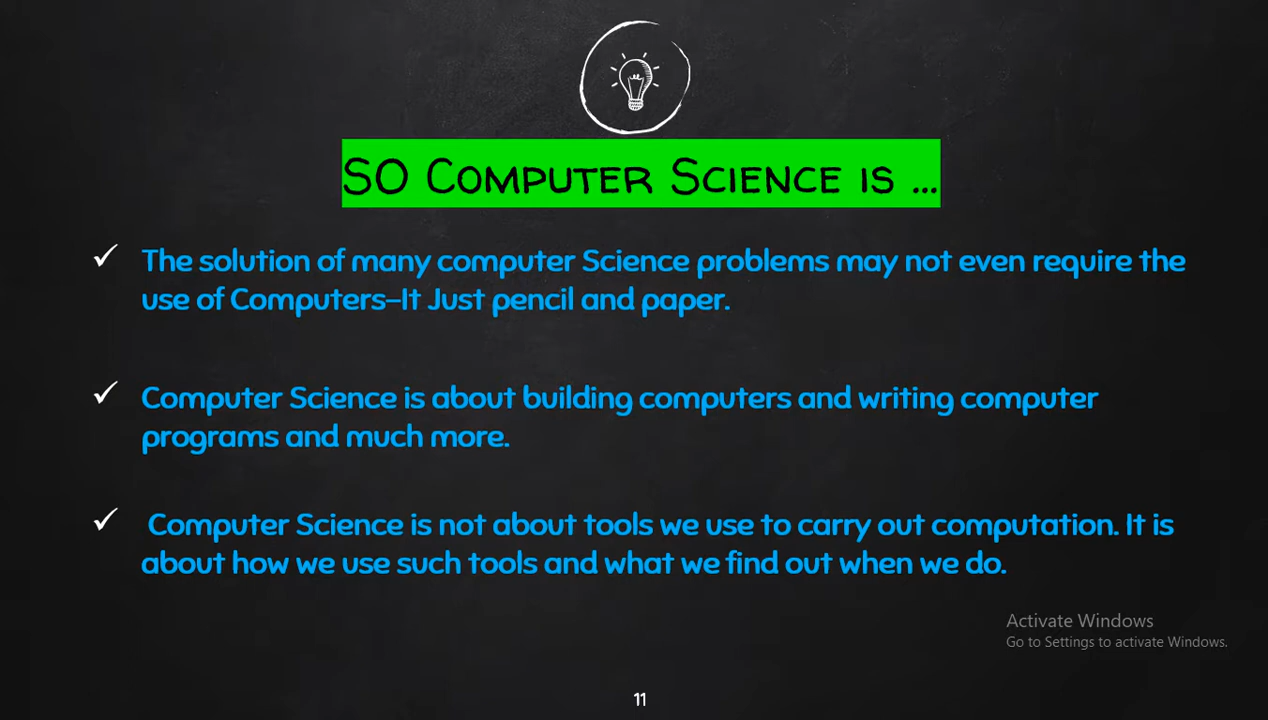 SO Computer Science is ...
The solution of many computer Science problems may not even require the
use of Computers–It Just pencil and paper.
Computer Science is about building computers and writing computer
programs and much more.
Computer Science is not about tools we use to carry out computation. It is
about how we use such tools and what we find out when we do.
Activate Windows
Go to Settings to activate Windows.
11